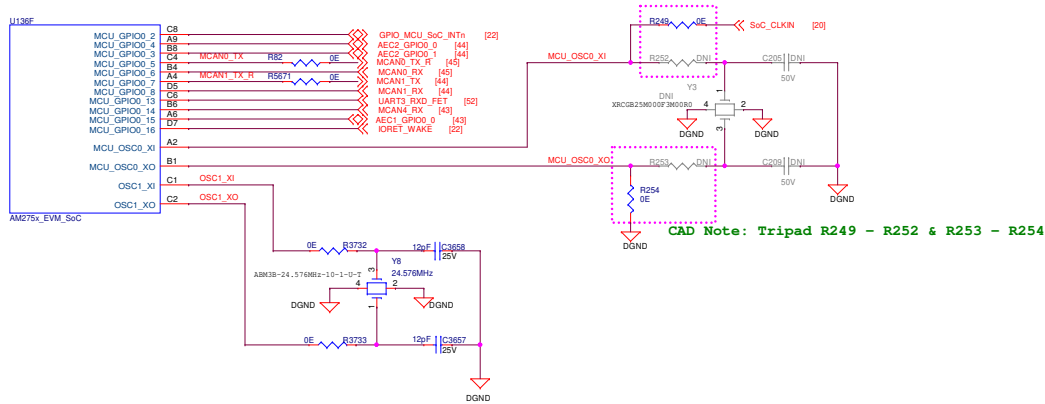 U136F
MCU_GPIO0_2 C8 GPIO_MCU_SoC_INTn [22]
MCU_GPIO0_4 A9 AEC2_GPIO0_0 [44]
MCU_GPIO0_3 B8 AEC2_GPIO0_1 [44]
MCU_GPIO0_5 C4 MCAN0_TX R82 0E MCAN0_TX_R [45]
MCU_GPIO0_6 B4 MCAN0_RX [45]
MCU_GPIO0_7 A4 MCAN1_TX_R R5671 0E MCAN1_TX [44]
MCU_GPIO0_8 D5 MCAN1_RX [44]
MCU_GPIO0_13 C6 UART3_RXD_FET [52]
MCU_GPIO0_14 B6 MCAN4_RX [43]
MCU_GPIO0_15 A6 AEC1_GPIO0_0 [43]
MCU_GPIO0_16 D7 IORET_WAKE [22]
MCU_OSC0_XI A2
MCU_OSC0_XO B1
OSC1_XI C1 OSC1_XI
OSC1_XO C2 OSC1_XO
AM275x_EVM_SoC
R249 0E SoC_CLKIN [20]
MCU_OSC0_XI R252 DNI C205 DNI
50V
Y3
DNI
XRCGB25M000F3M00R0
1
4 2
3
DGND DGND
MCU_OSC0_XO R253 DNI C209 DNI
50V
R254
0E
DGND
DGND
CAD Note: Tripad R249 – R252 & R253 – R254
0E R3732 12pF C3658
25V
Y8
24.576MHz
ABM3B-24.576MHz-10-1-U-T
3
4 2
1
DGND DGND
0E R3733 12pF C3657
25V
DGND